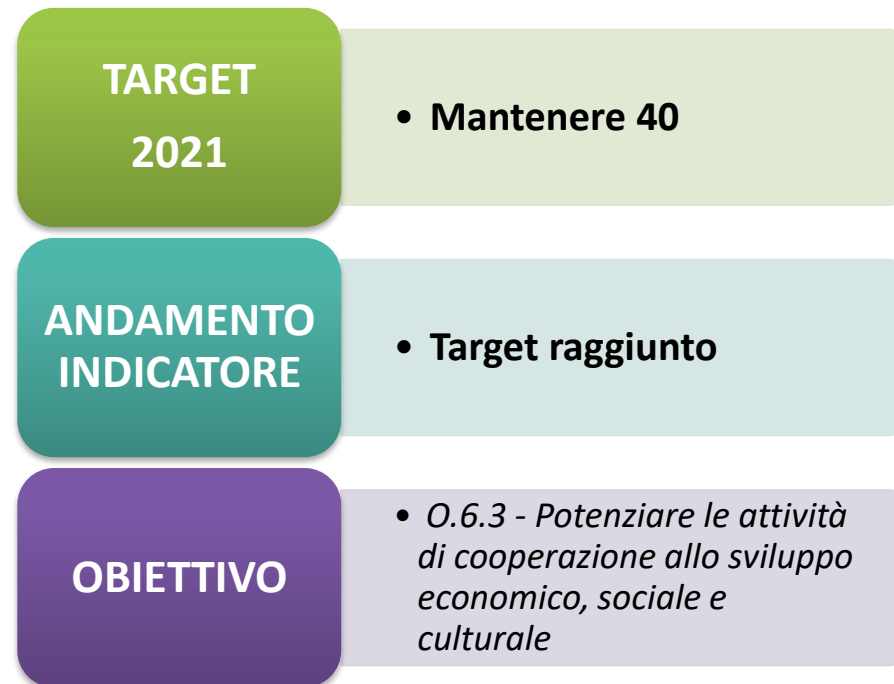 TARGET
2021
• Mantenere 40
ANDAMENTO
INDICATORE
• Target raggiunto
OBIETTIVO
• O.6.3 - Potenziare le attività
di cooperazione allo sviluppo
economico, sociale e
culturale